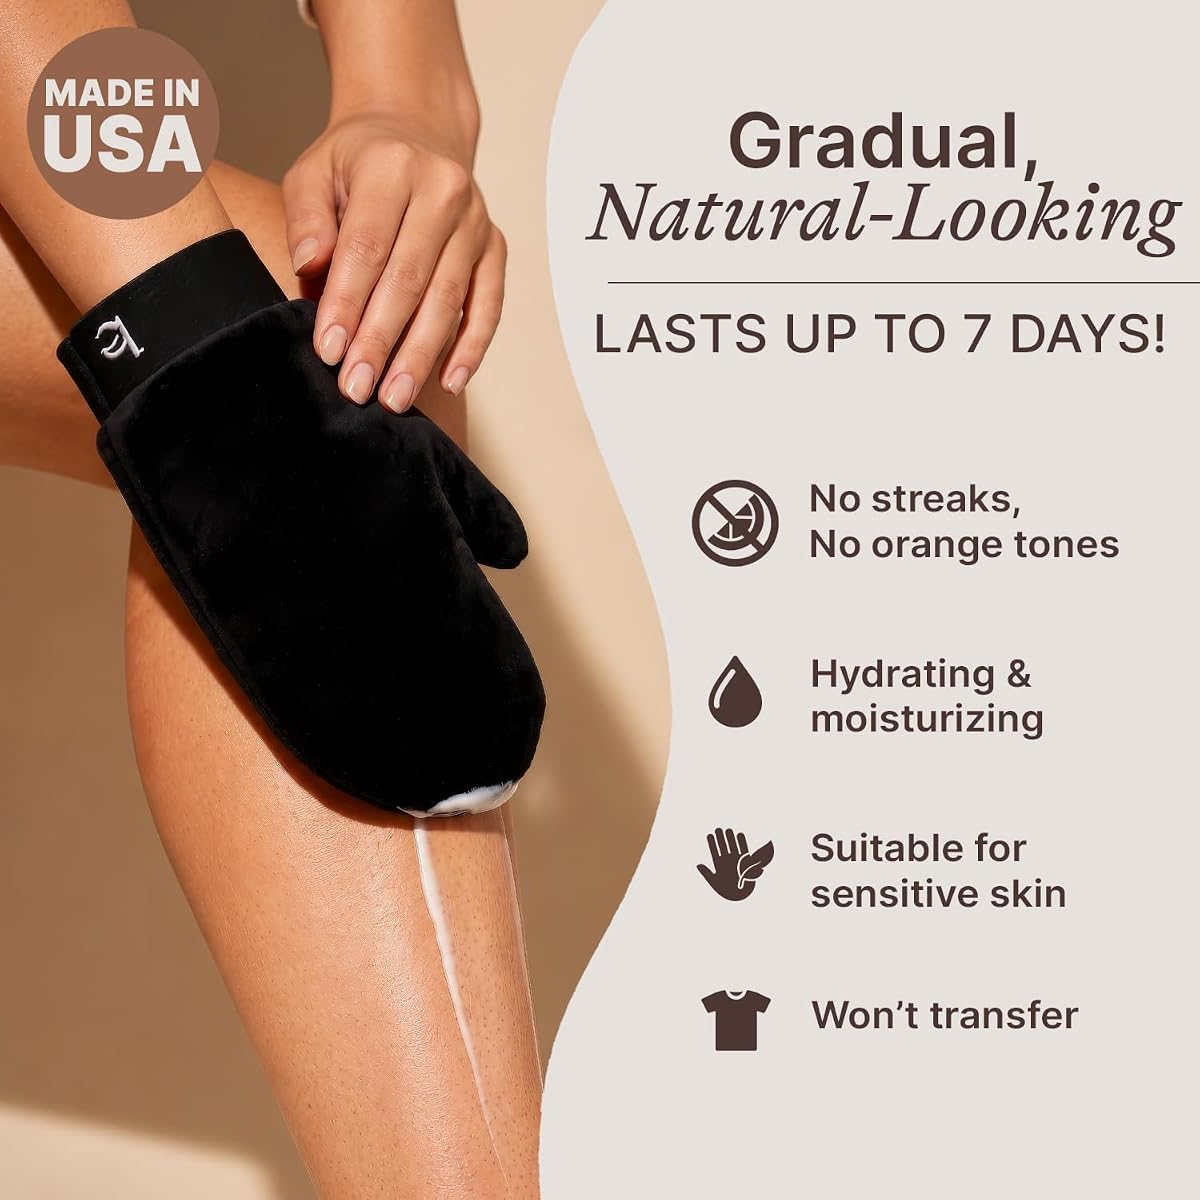 MADE IN
USA
Gradual,
Natural-Looking
LASTS UP TO 7 DAYS!
No streaks,
No orange tones
Hydrating &
moisturizing
Suitable for
sensitive skin
Won't transfer